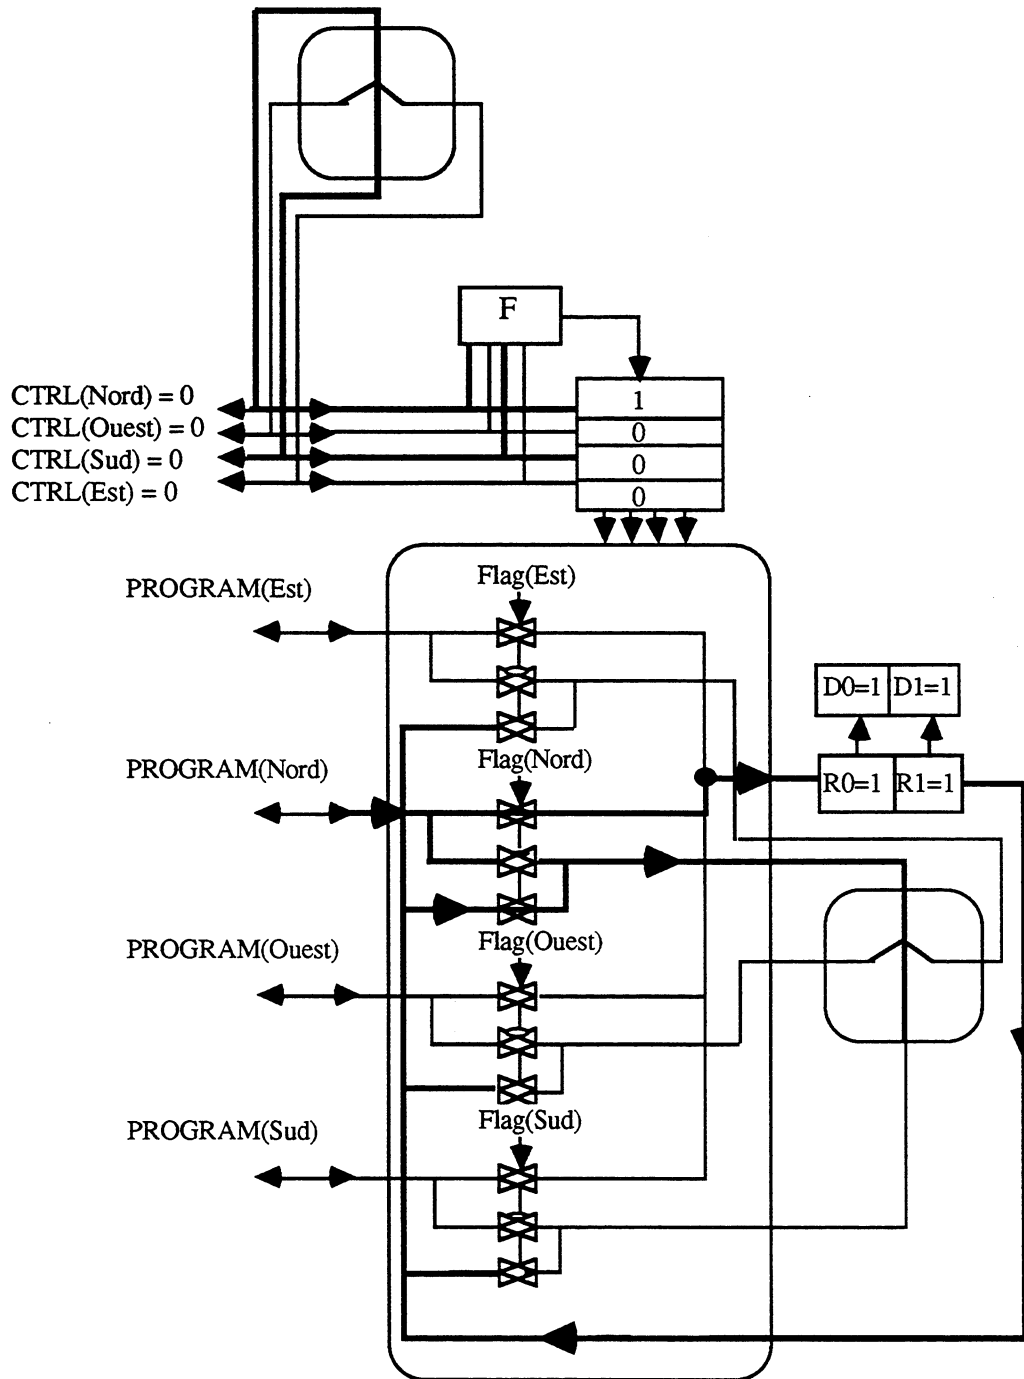 F
CTRL(Nord) = 0
CTRL(Ouest) = 0
CTRL(Sud) = 0
CTRL(Est) = 0
1
0
0
0
PROGRAM(Est)
Flag(Est)
D0=1 D1=1
PROGRAM(Nord)
Flag(Nord)
R0=1 R1=1
PROGRAM(Ouest)
Flag(Ouest)
PROGRAM(Sud)
Flag(Sud)